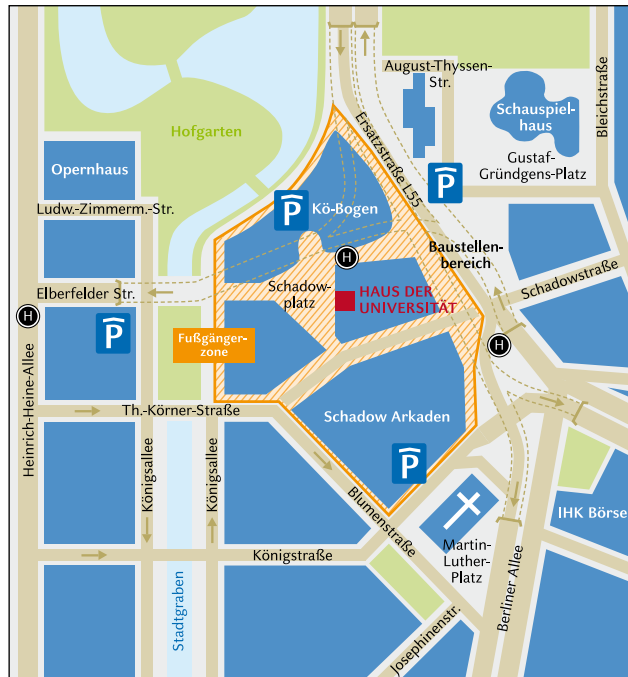 August-Thyssen-
Str.
Bleichstraße
Schauspiel-
haus
Gustaf-
Gründgens-Platz
Ersatzstraße L55
Hofgarten
Opernhaus
Ludw.-Zimmerm.-Str.
P
P
Kö-Bogen
Baustellen-
bereich
H
Elberfelder Str.
Schadow-
platz
HAUS DER
UNIVERSITÄT
Schadowstraße
H
P
Fußgänger-
zone
H
Heinrich-Heine-Allee
Th.-Körner-Straße
Schadow Arkaden
P
Königsallee
Königsallee
Blumenstraße
IHK Börse
Martin-
Luther-
Platz
Königstraße
Stadtgraben
Berliner Allee
Josephinenstr.